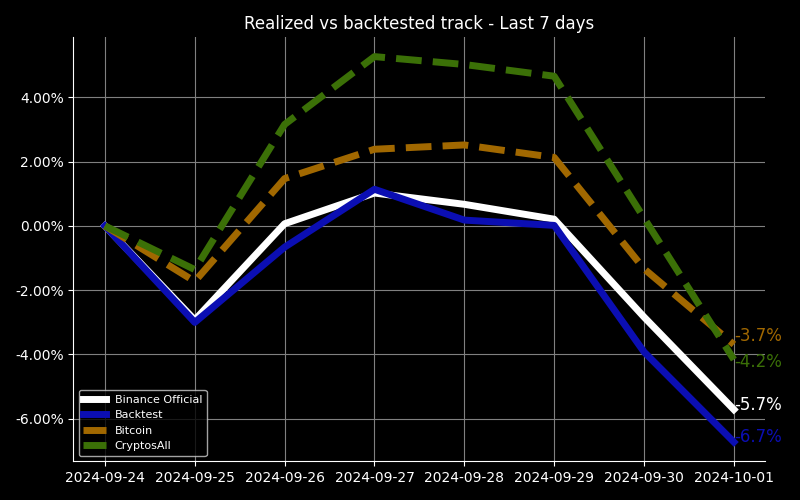 Realized vs backtested track - Last 7 days
4.00%
2.00%
0.00%
-2.00%
-4.00%
-6.00%
-3.7%
-4.2%
-5.7%
-6.7%
Binance Official
Backtest
Bitcoin
CryptosAll
2024-09-24 2024-09-25 2024-09-26 2024-09-27 2024-09-28 2024-09-29 2024-09-30 2024-10-01